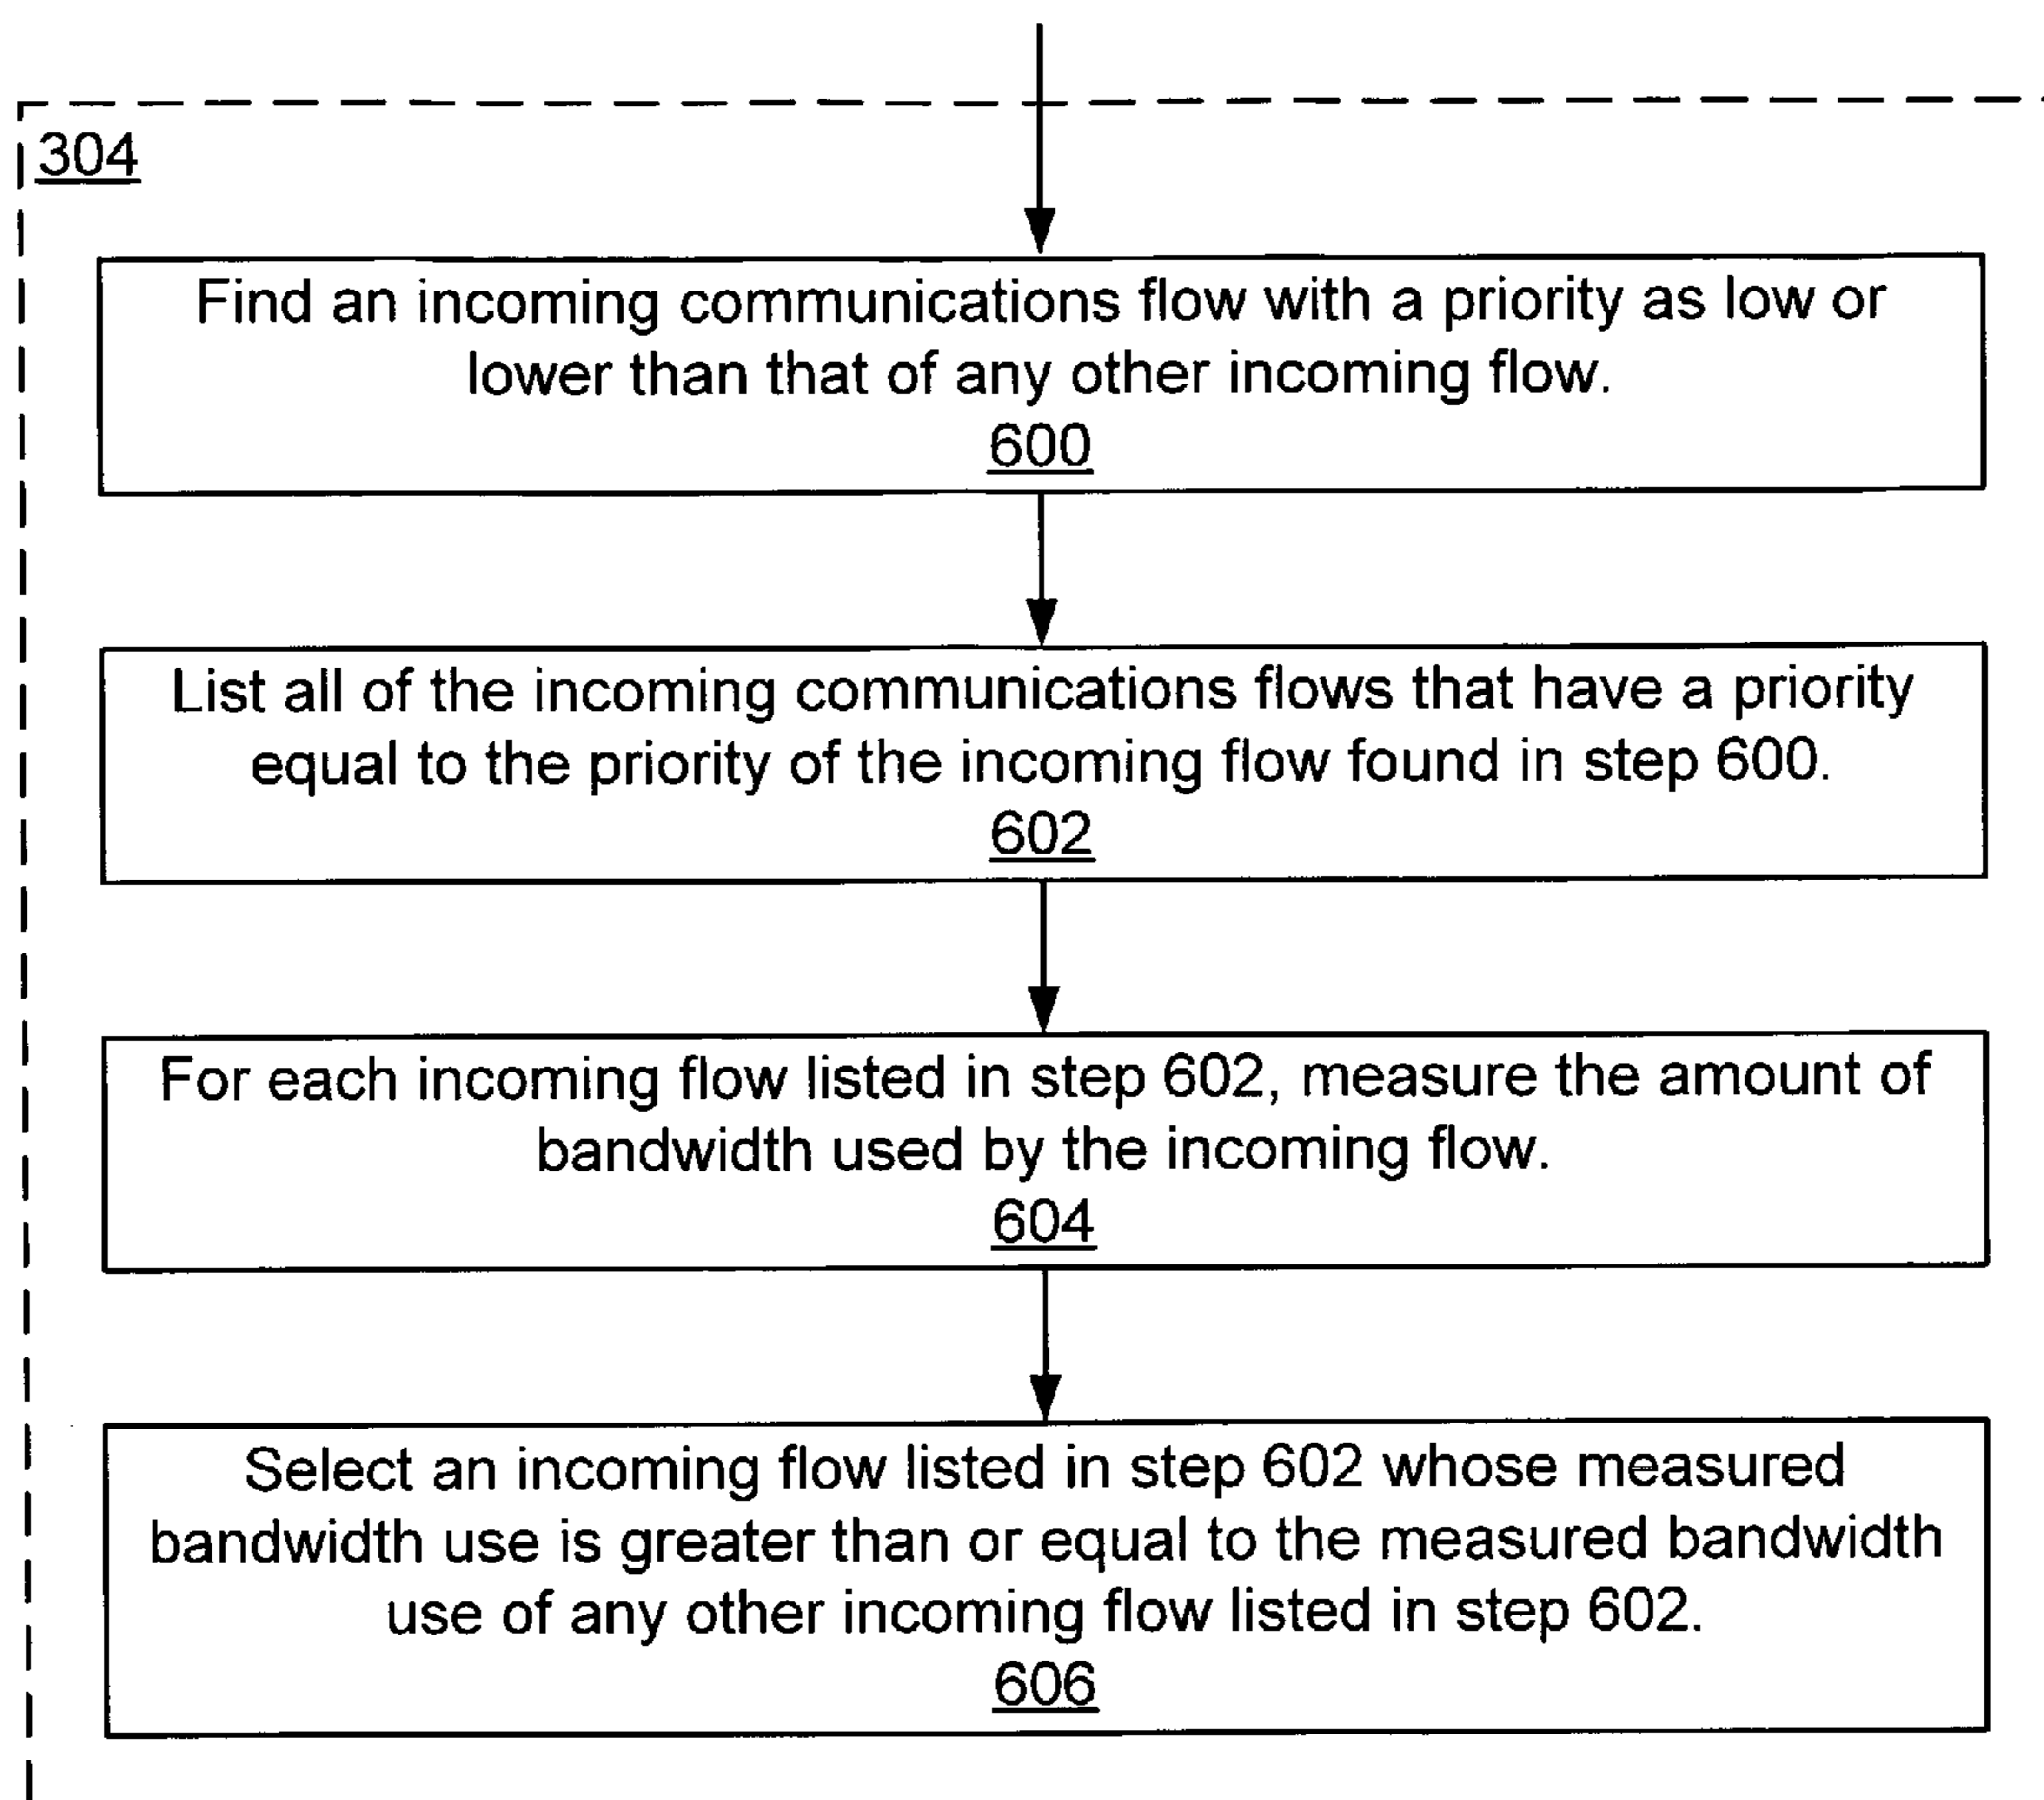 304
Find an incoming communications flow with a priority as low or
lower than that of any other incoming flow.
600
List all of the incoming communications flows that have a priority
equal to the priority of the incoming flow found in step 600.
602
For each incoming flow listed in step 602, measure the amount of
bandwidth used by the incoming flow.
604
Select an incoming flow listed in step 602 whose measured
bandwidth use is greater than or equal to the measured bandwidth
use of any other incoming flow listed in step 602.
606